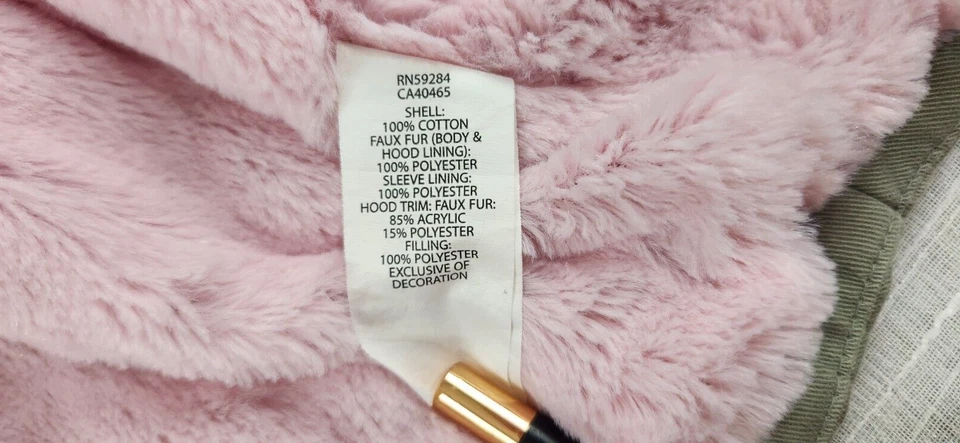 RN59284
CA40465
SHELL:
100% COTTON
FAUX FUR (BODY &
HOOD LINING):
100% POLYESTER
SLEEVE LINING:
100% POLYESTER
HOOD TRIM: FAUX FUR:
85% ACRYLIC
15% POLYESTER
FILLING:
100% POLYESTER
EXCLUSIVE OF
DECORATION